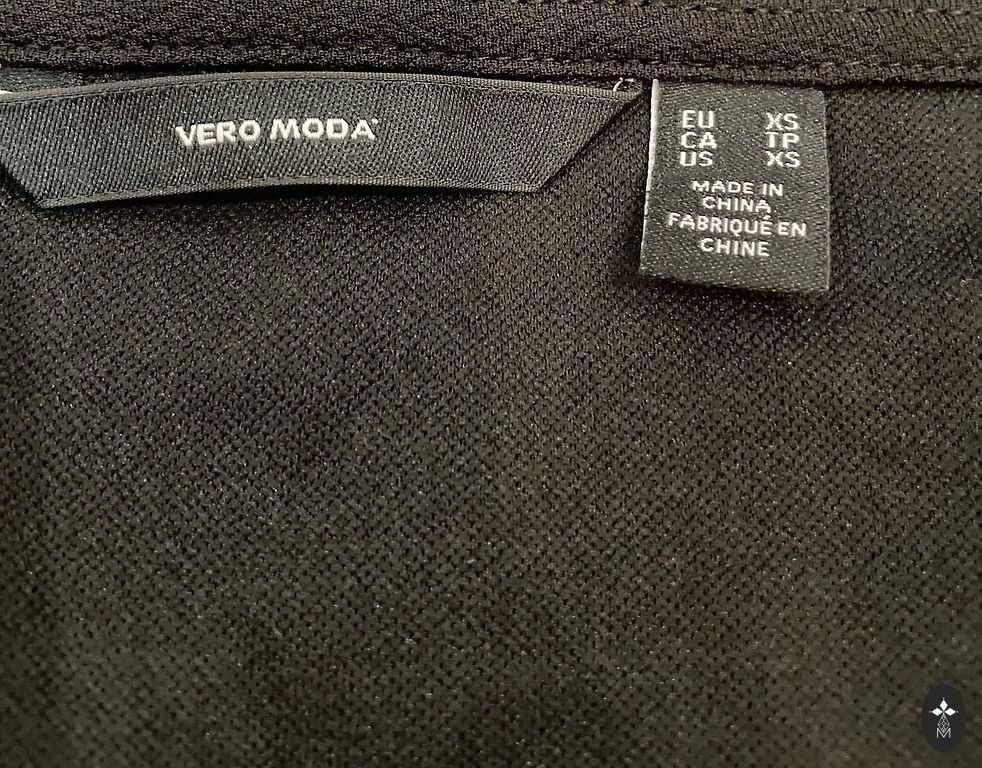 VERO MODA
EU XS
CA TP
US XS
MADE IN
CHINA
FABRIQUÉ EN
CHINE
M